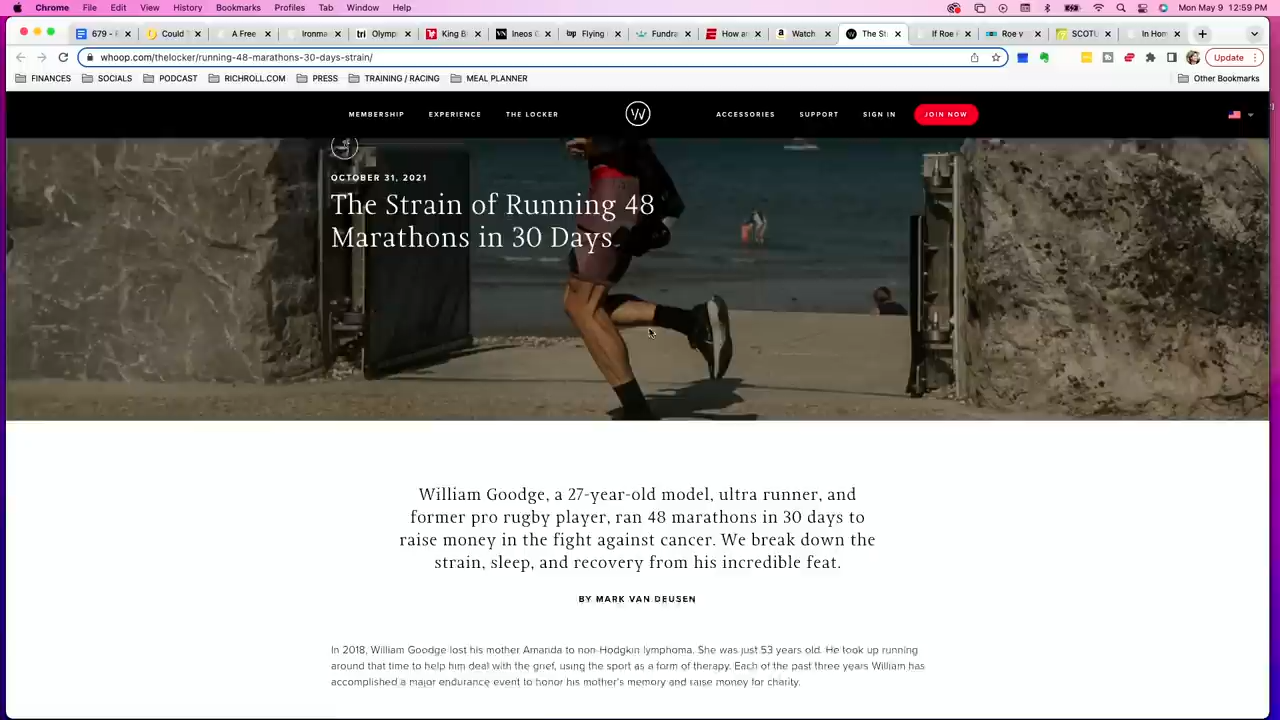 Chrome File Edit View History Bookmarks Profiles Tab Window Help Mon May 9 12:59 PM
679 - Could A Free Ironma tri Olymp King B Ineos Flying Fundra How a Watch The St If Roe Roe v SCOTU In Hom
whoop.com/thelocker/running-48-marathons-30-days-strain/ Update
FINANCES SOCIALS PODCAST RICHROLL.COM PRESS TRAINING / RACING MEAL PLANNER Other Bookmarks
MEMBERSHIP EXPERIENCE THE LOCKER W ACCESSORIES SUPPORT SIGN IN JOIN NOW
OCTOBER 31, 2021
The Strain of Running 48
Marathons in 30 Days
William Goodge, a 27-year-old model, ultra runner, and
former pro rugby player, ran 48 marathons in 30 days to
raise money in the fight against cancer. We break down the
strain, sleep, and recovery from his incredible feat.
BY MARK VAN DEUSEN
In 2018, William Goodge lost his mother Amanda to non-Hodgkin lymphoma. She was just 53 years old. He took up running
around that time to help him deal with the grief, using the sport as a form of therapy. Each of the past three years William has
accomplished a major endurance event to honor his mother's memory and raise money for charity.